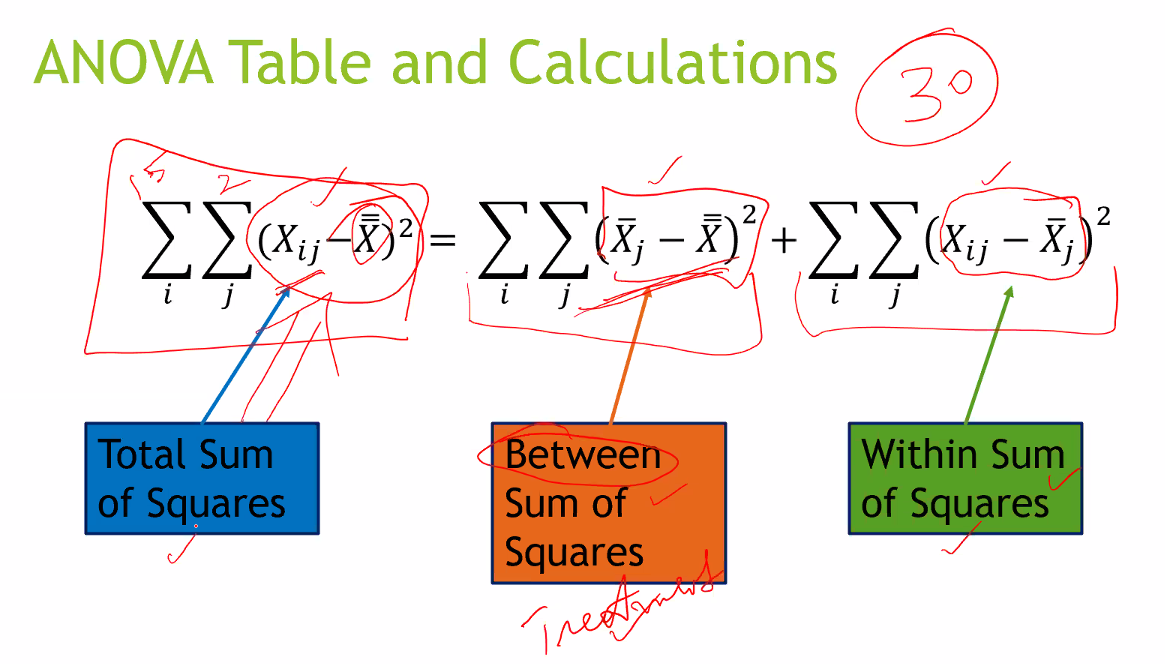 ANOVA Table and Calculations
30
∑i ∑j (Xij−X̿)² = ∑i ∑j (X̄j − X̿)² + ∑i ∑j (Xij − X̄j)²
Total Sum
of Squares
Between
Sum of
Squares
Within Sum
of Squares
Treatment